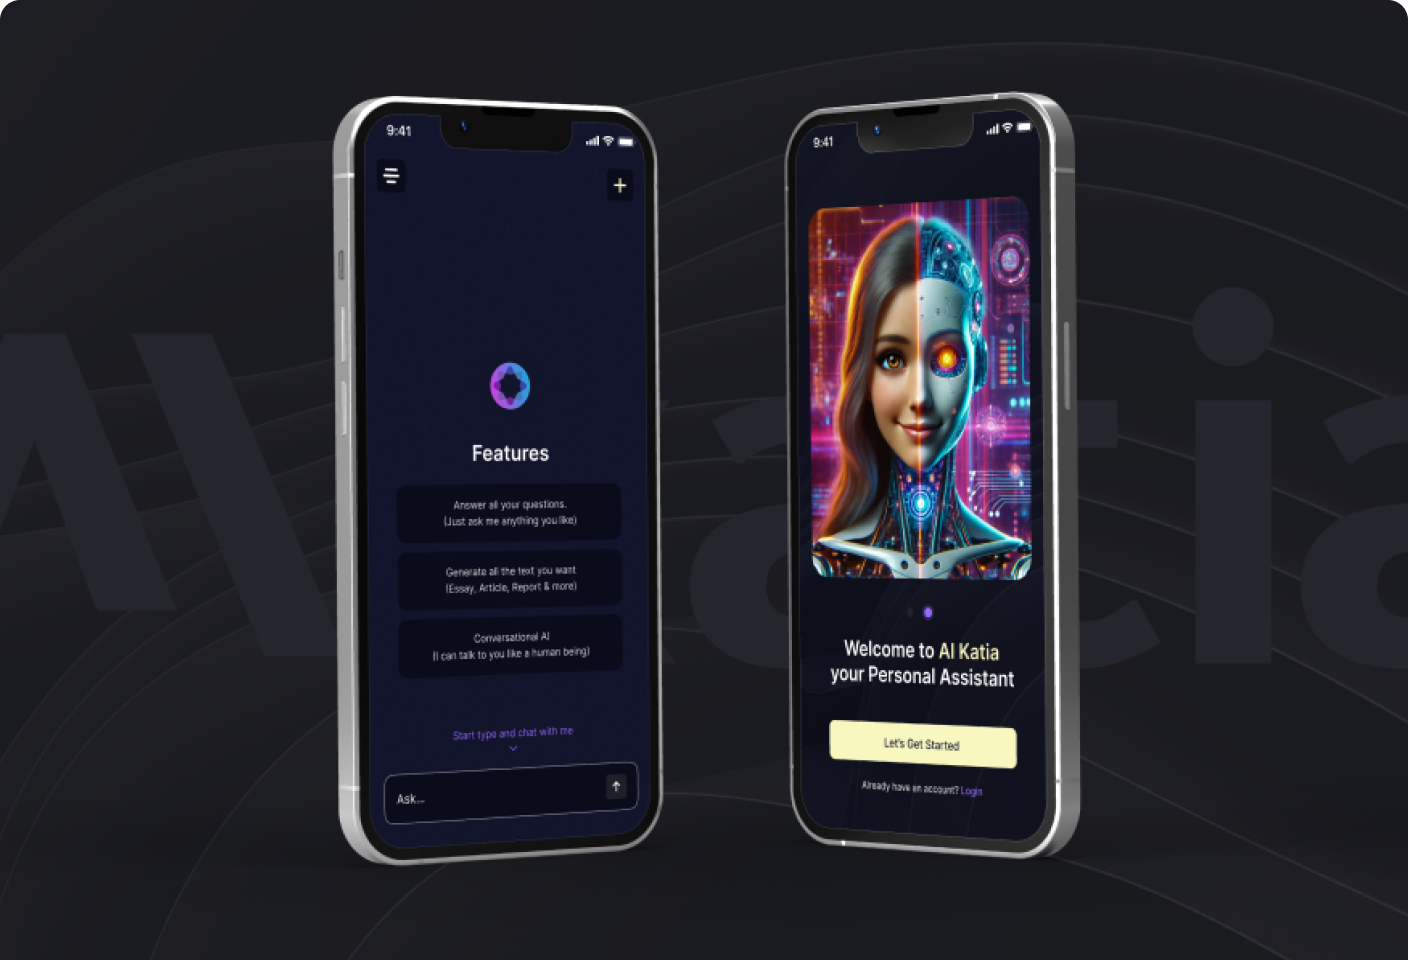 9:41
Features
Answer all your questions.
(Just ask me anything you like)
Generate all the text you want
(Essay, Article, Report & more)
Conversational AI
(I can talk to you like a human being)
Start type and chat with me
Ask...
9:41
Welcome to AI Katia
your Personal Assistant
Let's Get Started
Already have an account? Login